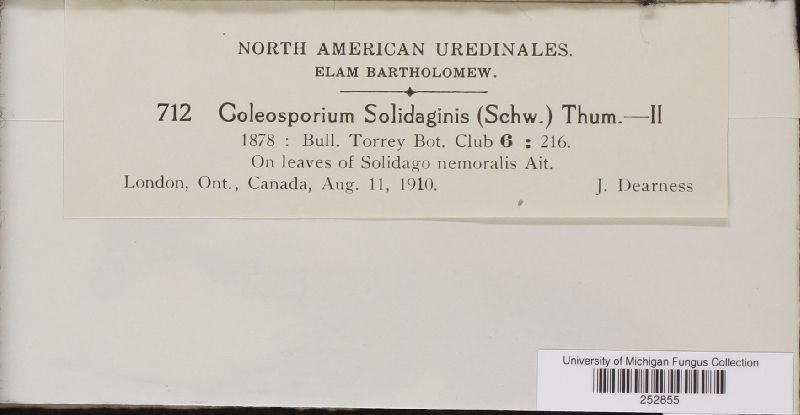 NORTH AMERICAN UREDINALES.
ELAM BARTHOLOMEW.
712 Coleosporium Solidaginis (Schw.) Thum.—II
1878 : Bull. Torrey Bot. Club 6 : 216.
On leaves of Solidago nemoralis Ait.
London, Ont., Canada, Aug. 11, 1910. J. Dearness
University of Michigan Fungus Collection
252855